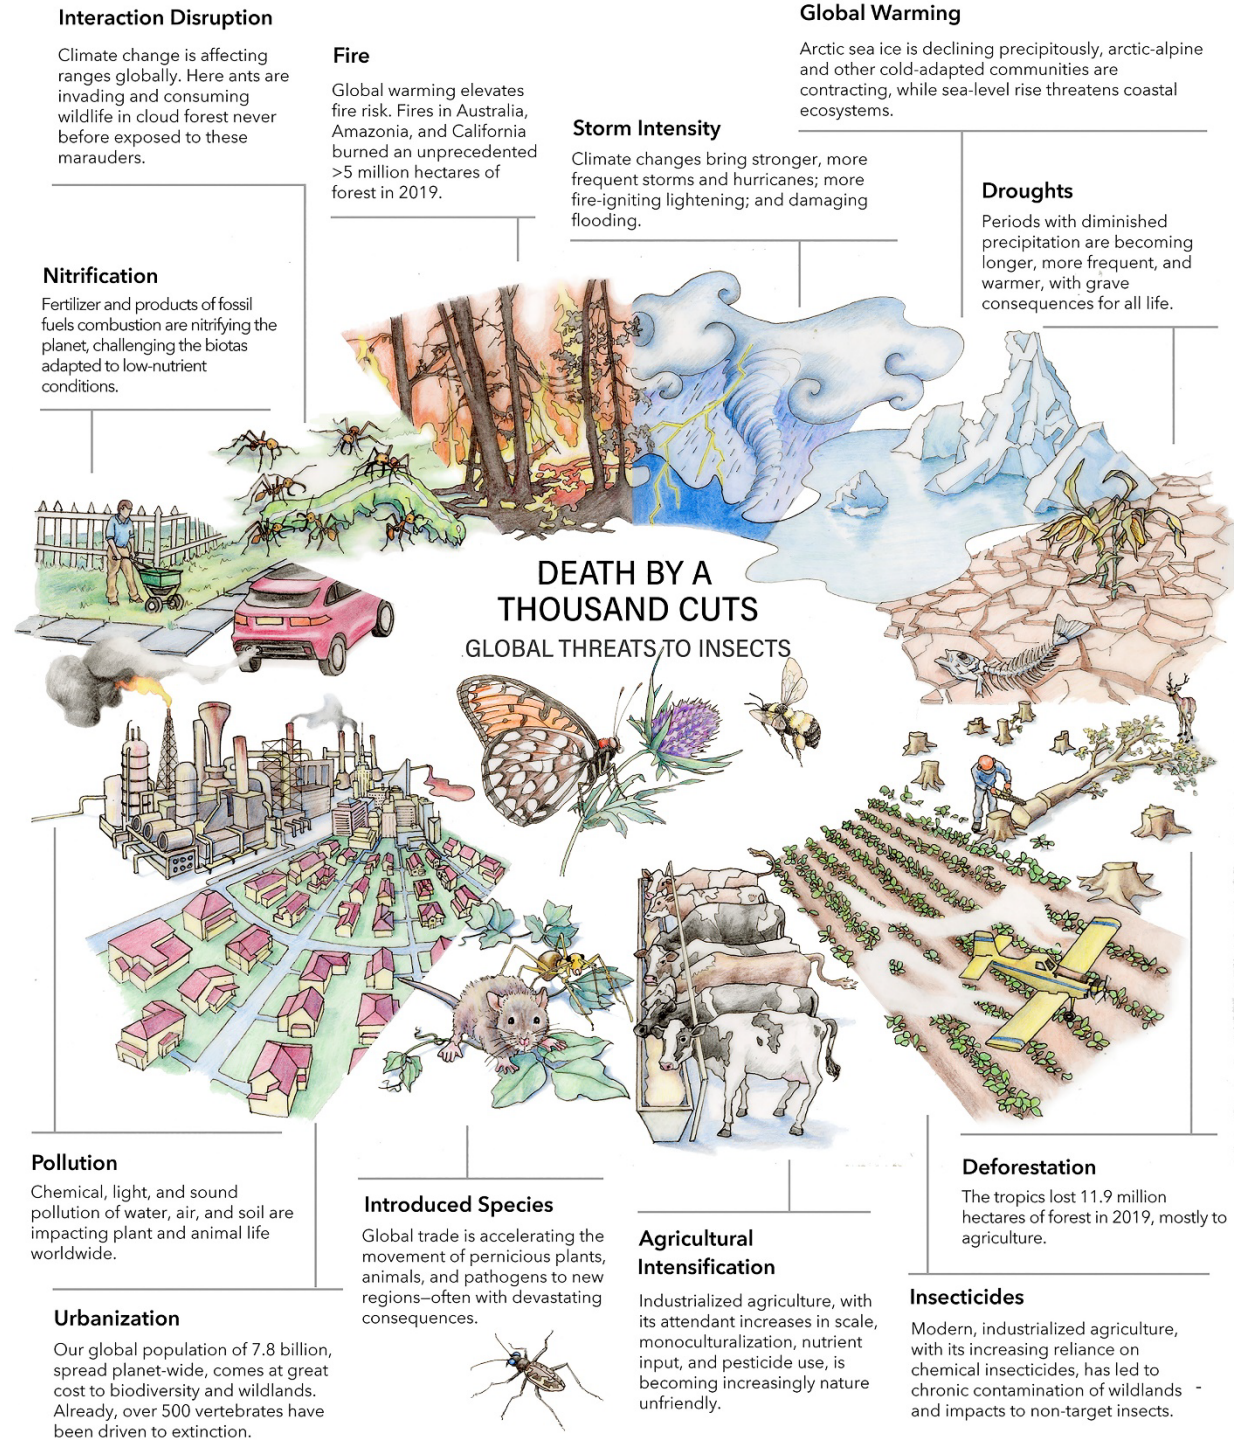 Interaction Disruption
Climate change is affecting
ranges globally. Here ants are
invading and consuming
wildlife in cloud forest never
before exposed to these
marauders.
Fire
Global warming elevates
fire risk. Fires in Australia,
Amazonia, and California
burned an unprecedented
>5 million hectares of
forest in 2019.
Storm Intensity
Climate changes bring stronger, more
frequent storms and hurricanes; more
fire-igniting lightening; and damaging
flooding.
Global Warming
Arctic sea ice is declining precipitously, arctic-alpine
and other cold-adapted communities are
contracting, while sea-level rise threatens coastal
ecosystems.
Droughts
Periods with diminished
precipitation are becoming
longer, more frequent, and
warmer, with grave
consequences for all life.
Nitrification
Fertilizer and products of fossil
fuels combustion are nitrifying the
planet, challenging the biotas
adapted to low-nutrient
conditions.
DEATH BY A
THOUSAND CUTS
GLOBAL THREATS TO INSECTS
Pollution
Chemical, light, and sound
pollution of water, air, and soil are
impacting plant and animal life
worldwide.
Urbanization
Our global population of 7.8 billion,
spread planet-wide, comes at great
cost to biodiversity and wildlands.
Already, over 500 vertebrates have
been driven to extinction.
Introduced Species
Global trade is accelerating the
movement of pernicious plants,
animals, and pathogens to new
regions—often with devastating
consequences.
Agricultural
Intensification
Industrialized agriculture, with
its attendant increases in scale,
monoculturalization, nutrient
input, and pesticide use, is
becoming increasingly nature
unfriendly.
Deforestation
The tropics lost 11.9 million
hectares of forest in 2019, mostly to
agriculture.
Insecticides
Modern, industrialized agriculture,
with its increasing reliance on
chemical insecticides, has led to
chronic contamination of wildlands
and impacts to non-target insects.